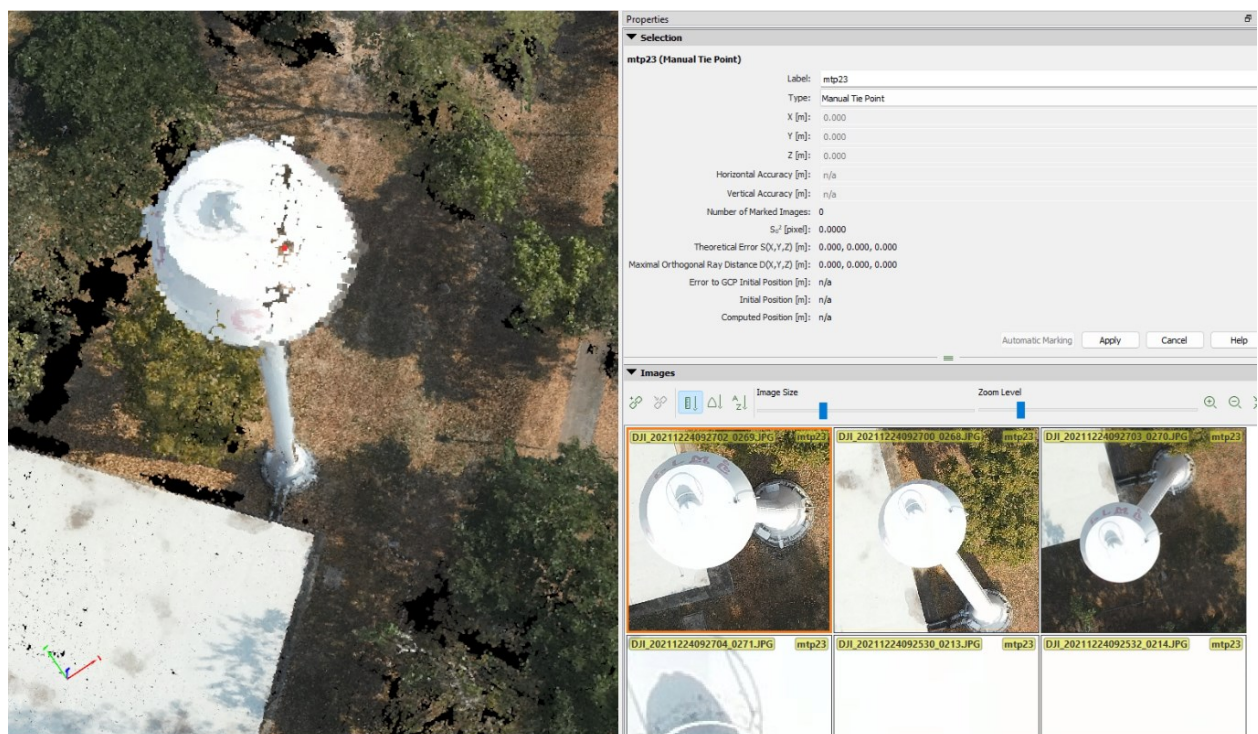 Properties
Selection
mtp23 (Manual Tie Point)
Label: mtp23
Type: Manual Tie Point
X [m]: 0.000
Y [m]: 0.000
Z [m]: 0.000
Horizontal Accuracy [m]: n/a
Vertical Accuracy [m]: n/a
Number of Marked Images: 0
S₀² [pixel]: 0.0000
Theoretical Error S(X,Y,Z) [m]: 0.000, 0.000, 0.000
Maximal Orthogonal Ray Distance D(X,Y,Z) [m]: 0.000, 0.000, 0.000
Error to GCP Initial Position [m]: n/a
Initial Position [m]: n/a
Computed Position [m]: n/a
Automatic Marking Apply Cancel Help
Images
Image Size Zoom Level
DJI_20211224092702_0269.JPG mtp23 DJI_20211224092700_0268.JPG mtp23 DJI_20211224092703_0270.JPG mtp23
DJI_20211224092704_0271.JPG mtp23 DJI_20211224092530_0213.JPG mtp23 DJI_20211224092532_0214.JPG mtp23